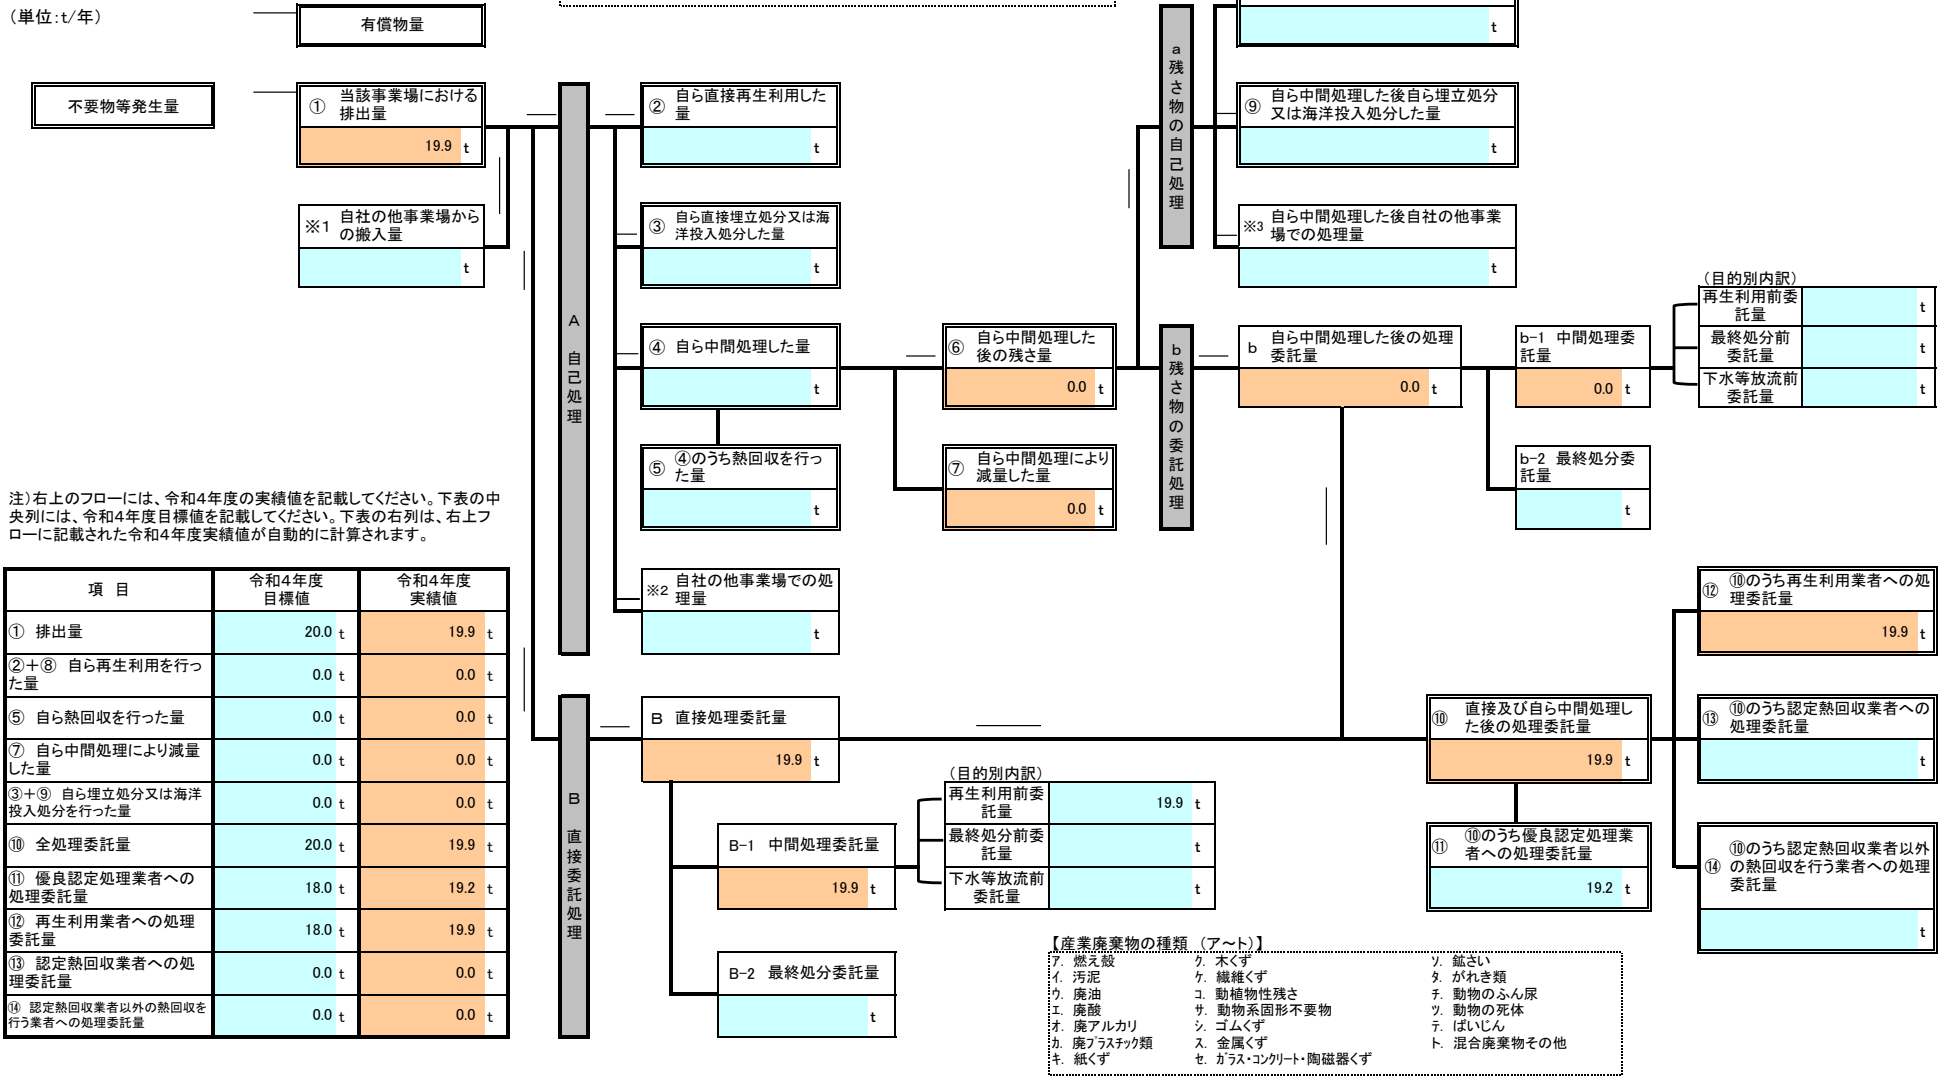 （単位：t/年）
有償物量
不要物等発生量
① 当該事業場における
排出量
19.9 t
※1 自社の他事業場から
の搬入量
t
A 自己処理
② 自ら直接再生利用した
量
t
③ 自ら直接埋立処分又は海
洋投入処分した量
t
④ 自ら中間処理した量
t
⑤ ④のうち熱回収を行っ
た量
t
※2 自社の他事業場での処
理量
t
⑥ 自ら中間処理した
後の残さ量
0.0 t
⑦ 自ら中間処理により
減量した量
0.0 t
a 残さ物の自己処理
t
⑨ 自ら中間処理した後自ら埋立処分
又は海洋投入処分した量
t
※3 自ら中間処理した後自社の他事業
場での処理量
t
b 残さ物の委託処理
b 自ら中間処理した後の処理
委託量
0.0 t
b-1 中間処理委
託量
0.0 t
b-2 最終処分委
託量
t
（目的別内訳）
再生利用前委
託量
t
最終処分前
委託量
t
下水等放流前
委託量
t
注）右上のフローには、令和4年度の実績値を記載してください。下表の中
央列には、令和4年度目標値を記載してください。下表の右列は、右上フ
ローに記載された令和4年度実績値が自動的に計算されます。
項 目 令和4年度 令和4年度
目標値 実績値
① 排出量 20.0 t 19.9 t
②＋⑧ 自ら再生利用を行っ
た量 0.0 t 0.0 t
⑤ 自ら熱回収を行った量 0.0 t 0.0 t
⑦ 自ら中間処理により減量
した量 0.0 t 0.0 t
③＋⑨ 自ら埋立処分又は海洋
投入処分を行った量 0.0 t 0.0 t
⑩ 全処理委託量 20.0 t 19.9 t
⑪ 優良認定処理業者への
処理委託量 18.0 t 19.2 t
⑫ 再生利用業者への処理
委託量 18.0 t 19.9 t
⑬ 認定熱回収業者への処
理委託量 0.0 t 0.0 t
⑭ 認定熱回収業者以外の熱回収を
行う業者への処理委託量 0.0 t 0.0 t
B 直接委託処理
B 直接処理委託量
19.9 t
B-1 中間処理委託量
19.9 t
B-2 最終処分委託量
t
（目的別内訳）
再生利用前委
託量
19.9 t
最終処分前委
託量
t
下水等放流前
委託量
t
⑩ 直接及び自ら中間処理し
た後の処理委託量
19.9 t
⑪ ⑩のうち優良認定処理業
者への処理委託量
19.2 t
⑫ ⑩のうち再生利用業者への処
理委託量
19.9 t
⑬ ⑩のうち認定熱回収業者への
処理委託量
t
⑭ ⑩のうち認定熱回収業者以外
の熱回収を行う業者への処理
委託量
t
【産業廃棄物の種類 （ア～ト）】
ア. 燃え殻 ク. 木くず ソ. 鉱さい
イ. 汚泥 ケ. 繊維くず タ. がれき類
ウ. 廃油 コ. 動植物性残さ チ. 動物のふん尿
エ. 廃酸 サ. 動物系固形不要物 ツ. 動物の死体
オ. 廃アルカリ シ. ゴムくず テ. ばいじん
カ. 廃プラスチック類 ス. 金属くず ト. 混合廃棄物その他
キ. 紙くず セ. ガラス・コンクリート・陶磁器くず